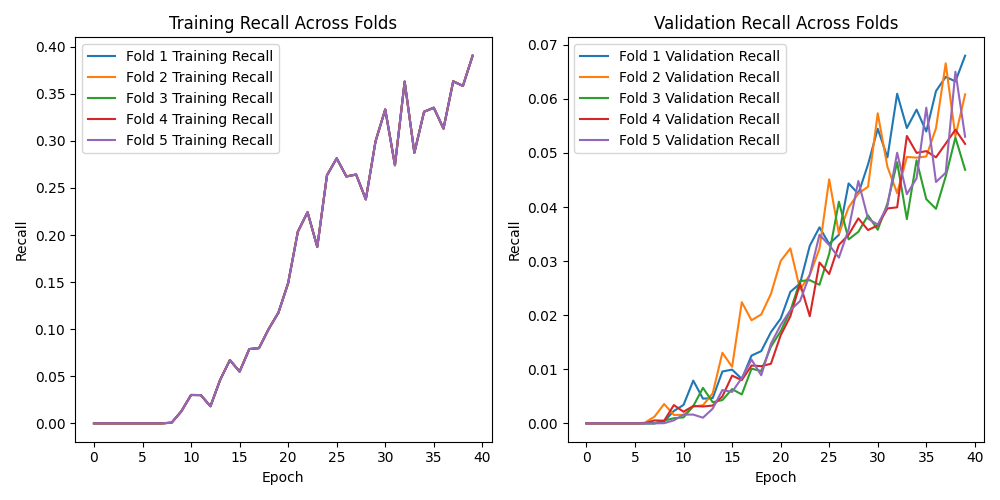 Training Recall Across Folds
Fold 1 Training Recall
Fold 2 Training Recall
Fold 3 Training Recall
Fold 4 Training Recall
Fold 5 Training Recall
0.40
0.35
0.30
0.25
0.20
0.15
0.10
0.05
0.00
Recall
0 5 10 15 20 25 30 35 40
Epoch
Validation Recall Across Folds
Fold 1 Validation Recall
Fold 2 Validation Recall
Fold 3 Validation Recall
Fold 4 Validation Recall
Fold 5 Validation Recall
0.07
0.06
0.05
0.04
0.03
0.02
0.01
0.00
Recall
0 5 10 15 20 25 30 35 40
Epoch